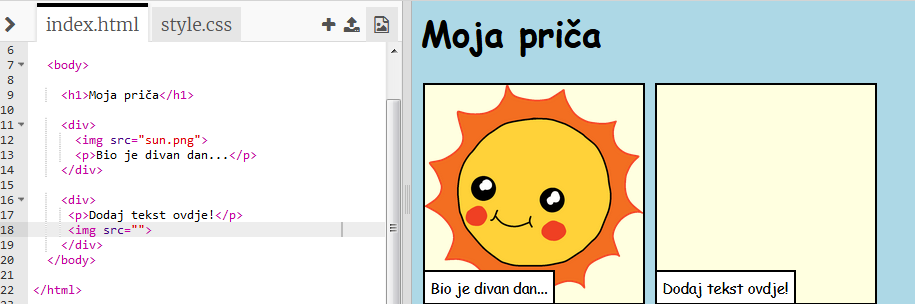 index.html
style.css
Moja priča
6
7 <body>
8
9 <h1>Moja priča</h1>
10
11 <div>
12 <img src="sun.png">
13 <p>Bio je divan dan...</p>
14 </div>
15
16 <div>
17 <p>Dodaj tekst ovdje!</p>
18 <img src="">
19 </div>
20 </body>
21
22 </html>
Bio je divan dan...
Dodaj tekst ovdje!